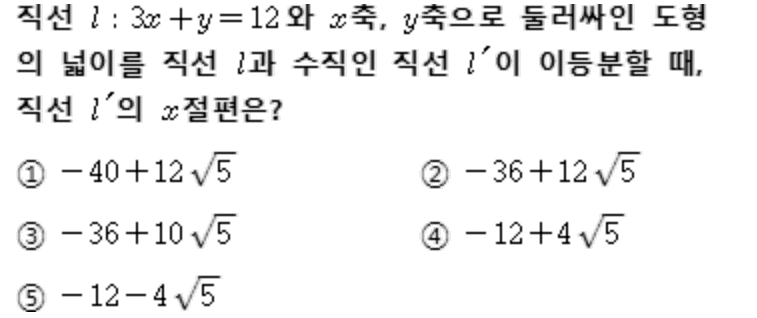 직선 l : 3x+y=12와 x축, y축으로 둘러싸인 도형
의 넓이를 직선 l과 수직인 직선 l′이 이등분할 때,
직선 l′의 x절편은?
① −40+12√5 ② −36+12√5
③ −36+10√5 ④ −12+4√5
⑤ −12−4√5